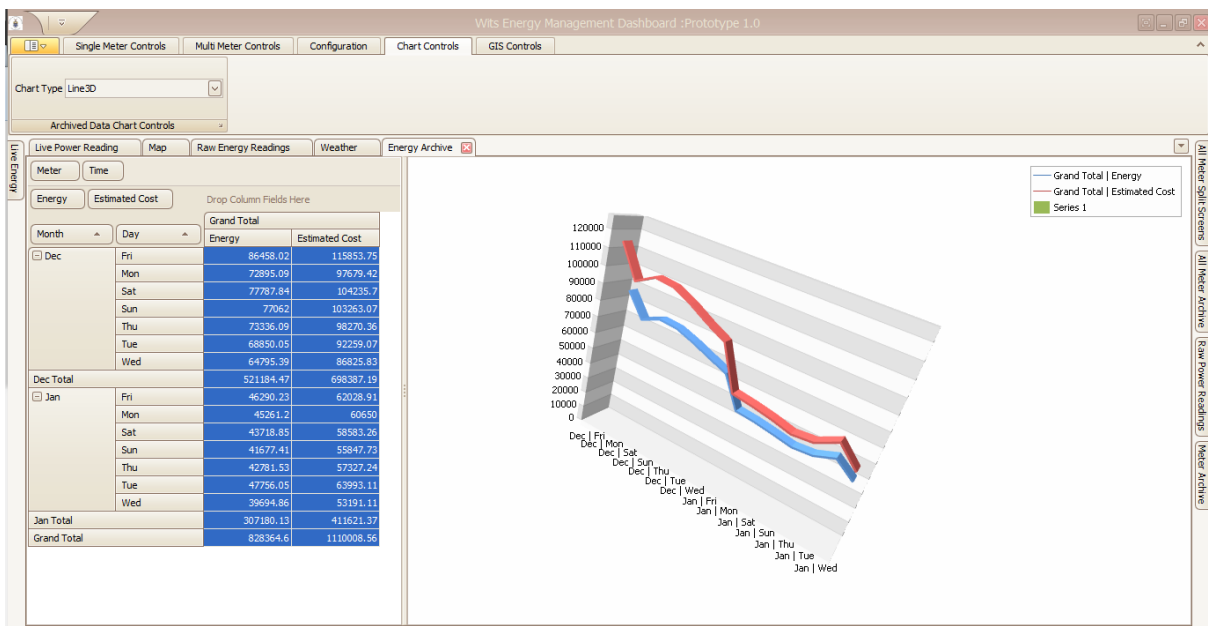 Wits Energy Management Dashboard :Prototype 1.0
Single Meter Controls Multi Meter Controls Configuration Chart Controls GIS Controls
Chart Type Line3D
Archived Data Chart Controls
Live Energy
Live Power Reading Map Raw Energy Readings Weather Energy Archive
Meter Time
Energy Estimated Cost Drop Column Fields Here
Grand Total
Month Day Energy Estimated Cost
Dec Fri 86458.02 115853.75
Mon 72895.09 97679.42
Sat 77787.84 104235.7
Sun 77062 103263.07
Thu 73336.09 98270.36
Tue 68850.05 92259.07
Wed 64795.39 86825.83
Dec Total 521184.47 698387.19
Jan Fri 46290.23 62028.91
Mon 45261.2 60650
Sat 43718.85 58583.26
Sun 41677.41 55847.73
Thu 42781.53 57327.24
Tue 47756.05 63993.11
Wed 39694.86 53191.11
Jan Total 307180.13 411621.37
Grand Total 828364.6 1110008.56
Grand Total | Energy
Grand Total | Estimated Cost
Series 1
120000
110000
100000
90000
80000
70000
60000
50000
40000
30000
20000
10000
0
Dec | Fri
Dec | Mon
Dec | Sat
Dec | Sun
Dec | Thu
Dec | Tue
Dec | Wed
Jan | Fri
Jan | Mon
Jan | Sat
Jan | Sun
Jan | Thu
Jan | Tue
Jan | Wed
All Meter Split Screens
All Meter Archive
Raw Power Readings
Meter Archive